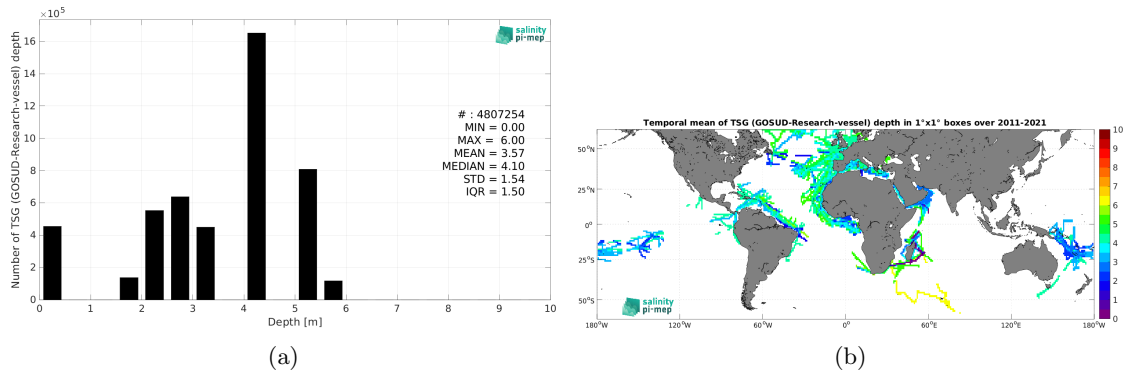 ×10⁵
16
14
12
10
8
6
4
2
0
Number of TSG (GOSUD-Research-vessel) depth
0 1 2 3 4 5 6 7 8 9 10
Depth [m]
salinity
pi-mep
# : 4807254
MIN = 0.00
MAX = 6.00
MEAN = 3.57
MEDIAN = 4.10
STD = 1.54
IQR = 1.50
(a)
Temporal mean of TSG (GOSUD-Research-vessel) depth in 1°x1° boxes over 2011-2021
50°N
25°N
0°
25°S
50°S
180°W 120°W 60°W 0° 60°E 120°E 180°E
salinity
pi-mep
10
9
8
7
6
5
4
3
2
1
0
(b)